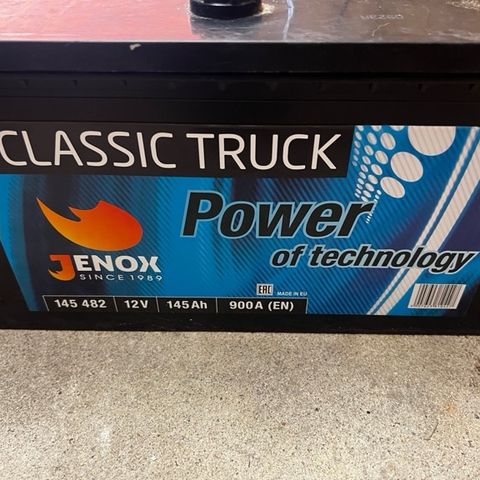 CLASSIC TRUCK
Power
of technology
JENOX
SINCE 1989
145 482 12V 145Ah 900A (EN)
EAC MADE IN EU